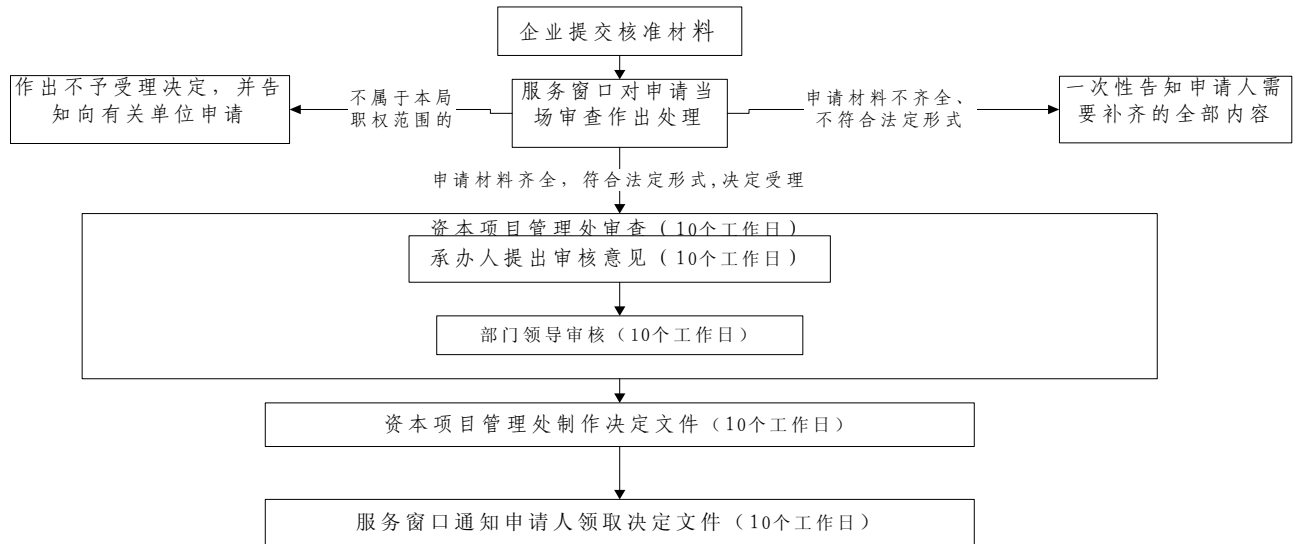 企业提交核准材料
作出不予受理决定，并告
知向有关单位申请
不属于本局
职权范围的
服务窗口对申请当
场审查作出处理
申请材料不齐全、
不符合法定形式
一次性告知申请人需
要补齐的全部内容
申请材料齐全，符合法定形式,决定受理
资本项目管理处审查（10个工作日）
承办人提出审核意见（10个工作日）
部门领导审核（10个工作日）
资本项目管理处制作决定文件（10个工作日）
服务窗口通知申请人领取决定文件（10个工作日）